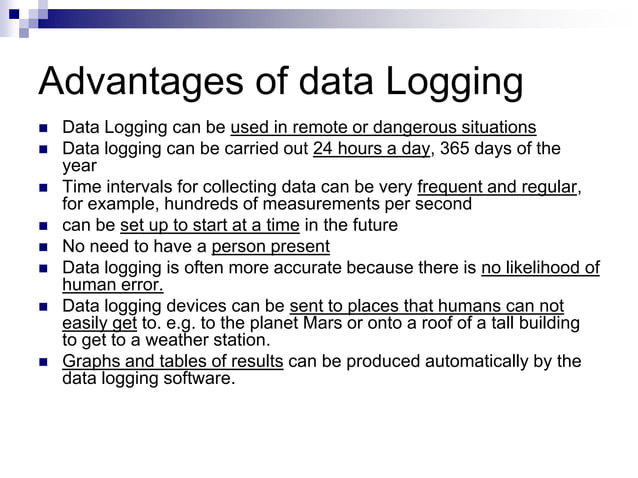 Advantages of data Logging
Data Logging can be used in remote or dangerous situations
Data logging can be carried out 24 hours a day, 365 days of the
year
Time intervals for collecting data can be very frequent and regular,
for example, hundreds of measurements per second
can be set up to start at a time in the future
No need to have a person present
Data logging is often more accurate because there is no likelihood of
human error.
Data logging devices can be sent to places that humans can not
easily get to. e.g. to the planet Mars or onto a roof of a tall building
to get to a weather station.
Graphs and tables of results can be produced automatically by the
data logging software.